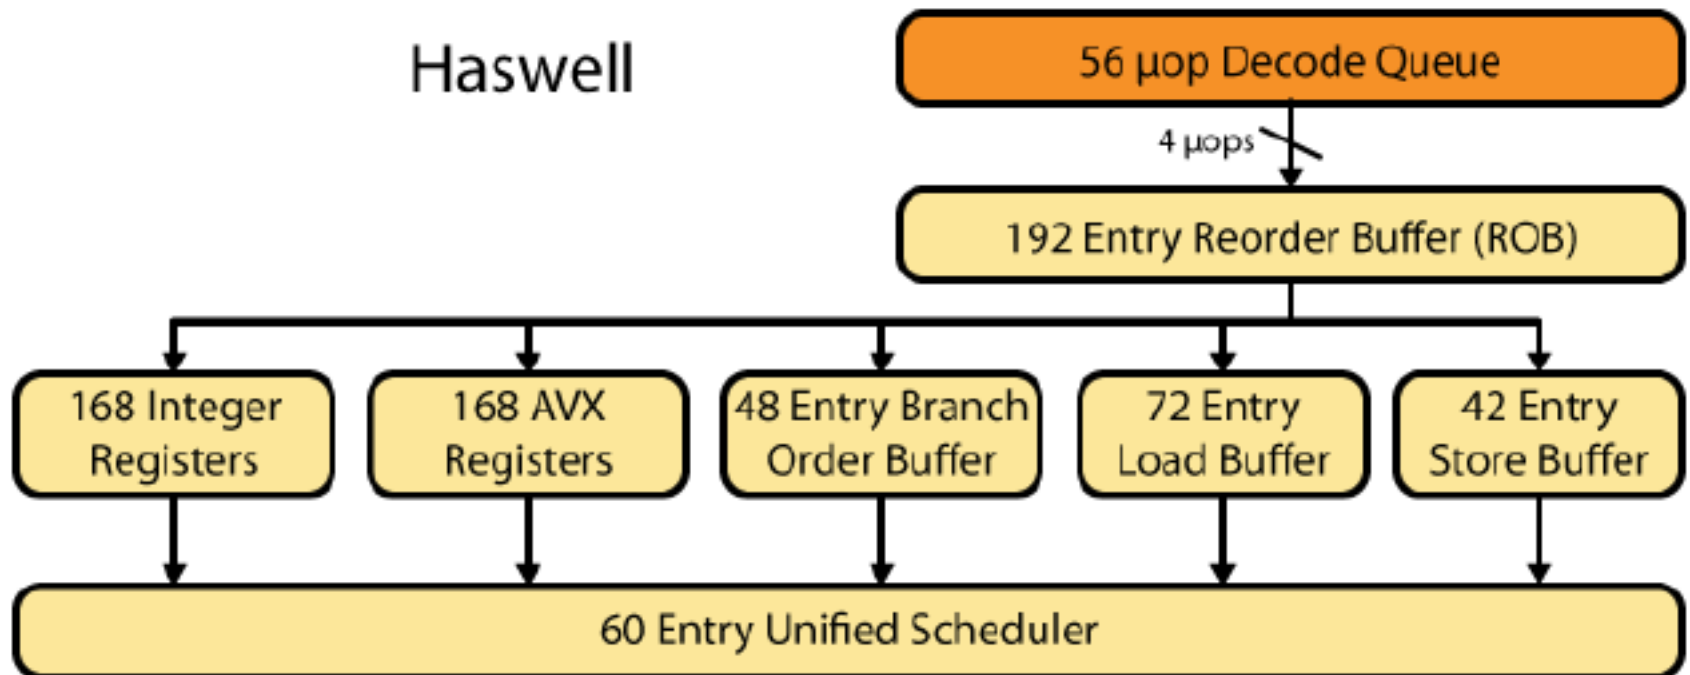 Haswell
56 μop Decode Queue
4 μops
192 Entry Reorder Buffer (ROB)
168 Integer
Registers
168 AVX
Registers
48 Entry Branch
Order Buffer
72 Entry
Load Buffer
42 Entry
Store Buffer
60 Entry Unified Scheduler